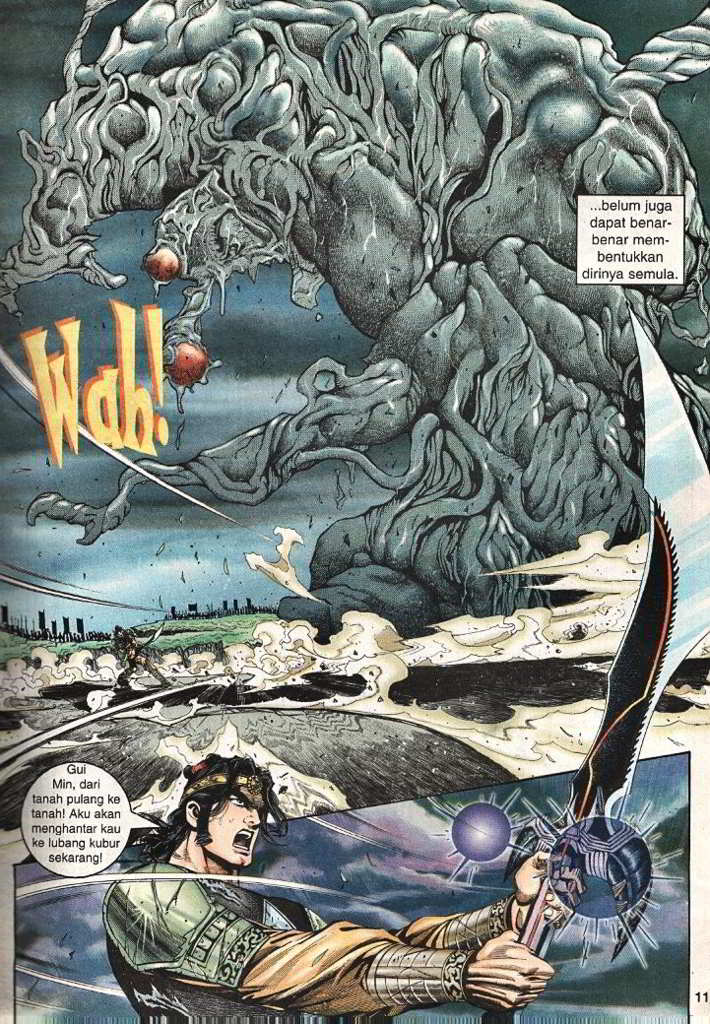 ...belum juga
dapat benar-
benar mem-
bentukkan
dirinya semula.
Wah!
Gui
Min, dari
tanah pulang ke
tanah! Aku akan
menghantar kau
ke lubang kubur
sekarang!
11